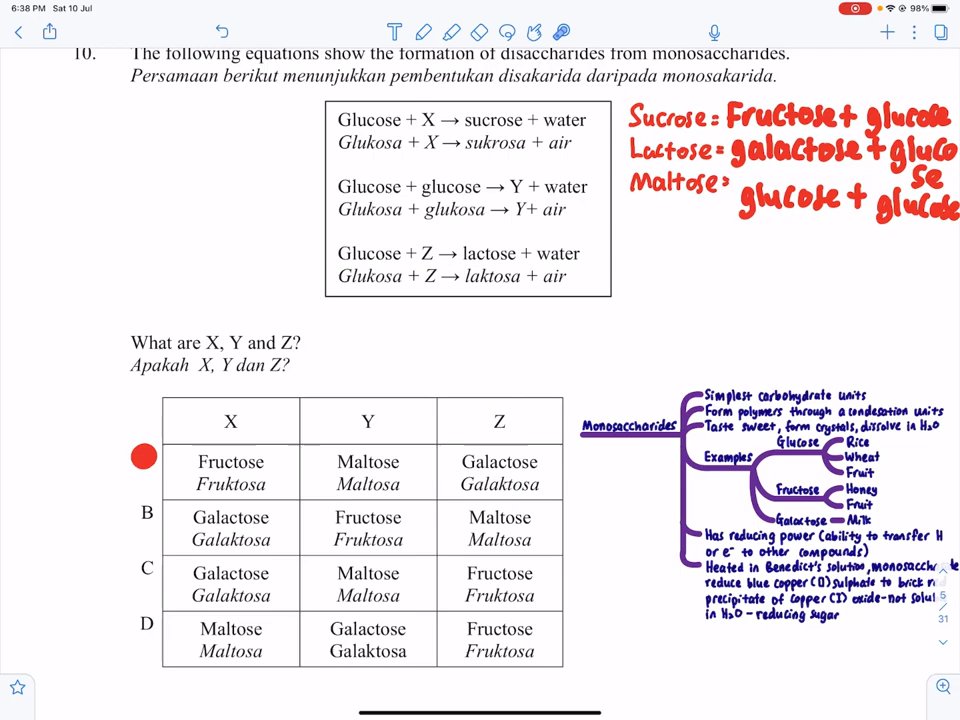 6:38 PM Sat 10 Jul
98%
10. The following equations show the formation of disaccharides from monosaccharides.
Persamaan berikut menunjukkan pembentukan disakarida daripada monosakarida.
Glucose + X → sucrose + water
Glukosa + X → sukrosa + air
Glucose + glucose → Y + water
Glukosa + glukosa → Y+ air
Glucose + Z → lactose + water
Glukosa + Z → laktosa + air
Sucrose = Fructose + glucose
Lactose = galactose + gluco
se
Maltose = glucose + glucose
What are X, Y and Z?
Apakah X, Y dan Z?
X Y Z
Fructose Maltose Galactose
Fruktosa Maltosa Galaktosa
B Galactose Fructose Maltose
Galaktosa Fruktosa Maltosa
C Galactose Maltose Fructose
Galaktosa Maltosa Fruktosa
D Maltose Galactose Fructose
Maltosa Galaktosa Fruktosa
Monosaccharides
Simplest carbohydrate units
Form polymers through a condesation units
Taste sweet, form crystals, dissolve in H₂O
Examples
Glucose
Rice
Wheat
Fruit
Fructose
Honey
Fruit
Galactose
Milk
Has reducing power (ability to transfer H
or e⁻ to other compounds)
Heated in Benedict's solution, monosaccha de
reduce blue copper (II) sulphate to brick r
precipitate of copper (I) oxide-not solu
in H₂O - reducing sugar
5
/
31